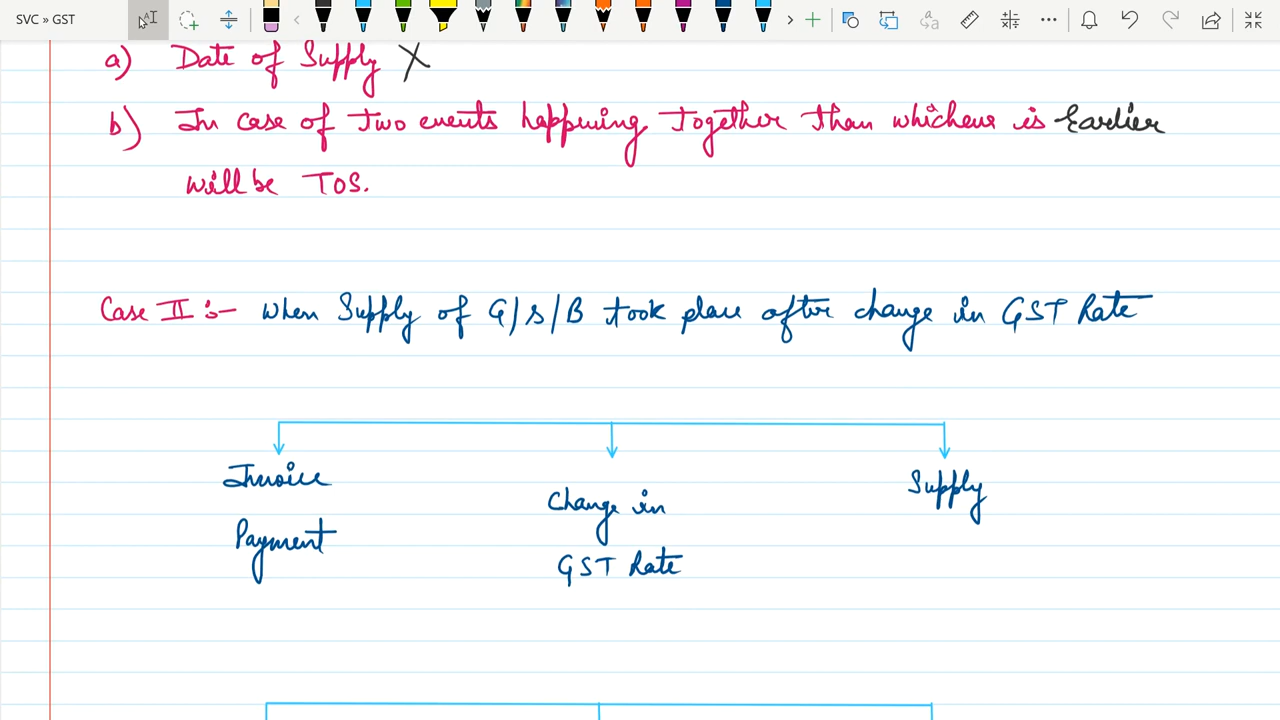 SVC » GST
a) Date of Supply X
b) In case of two events happening together than whichever is Earlier
will be TOS.
Case II :- When Supply of G/S/B took place after change in GST Rate
Invoice
Supply
Change in
Payment
GST Rate